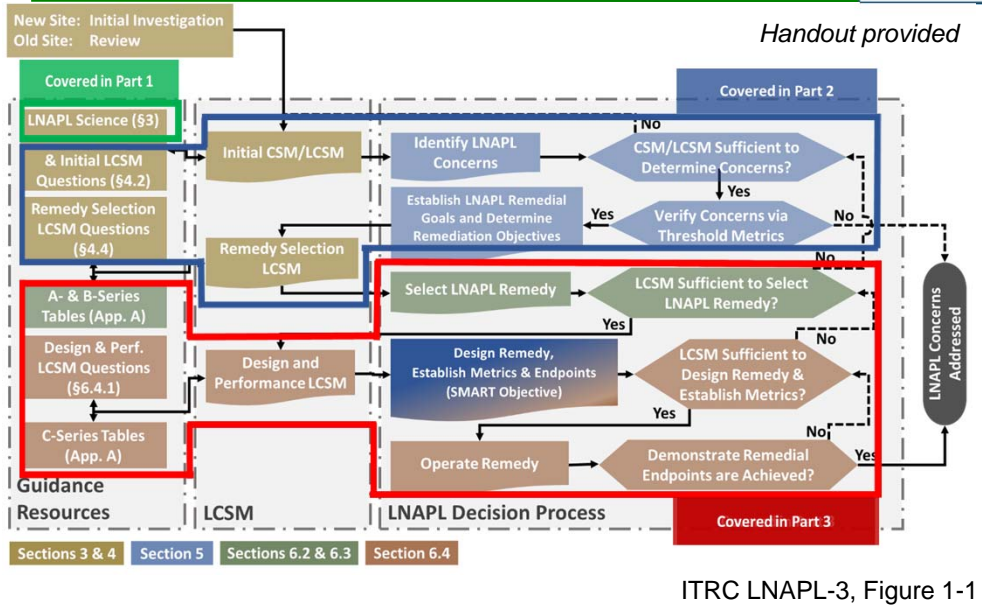 New Site: Initial Investigation
Old Site: Review
Handout provided
Covered in Part 1
Covered in Part 2
LNAPL Science (§3)
& Initial LCSM
Questions (§4.2)
Remedy Selection
LCSM Questions
(§4.4)
A- & B-Series
Tables (App. A)
Design & Perf.
LCSM Questions
(§6.4.1)
C-Series Tables
(App. A)
Guidance
Resources
Initial CSM/LCSM
Remedy Selection
LCSM
Design and
Performance LCSM
LCSM
Identify LNAPL
Concerns
No
CSM/LCSM Sufficient to
Determine Concerns?
Yes
Establish LNAPL Remedial
Goals and Determine
Remediation Objectives
Yes
Verify Concerns via
Threshold Metrics
No
No
Select LNAPL Remedy
LCSM Sufficient to Select
LNAPL Remedy?
Yes
No
Design Remedy,
Establish Metrics & Endpoints
(SMART Objective)
LCSM Sufficient to
Design Remedy &
Establish Metrics?
Yes
No
Operate Remedy
Demonstrate Remedial
Endpoints are Achieved?
Yes
LNAPL Concerns
Addressed
LNAPL Decision Process
Covered in Part 3
Sections 3 & 4
Section 5
Sections 6.2 & 6.3
Section 6.4
ITRC LNAPL-3, Figure 1-1